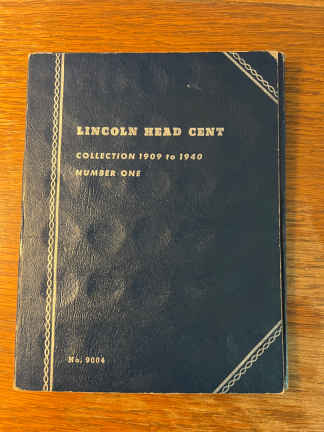 LINCOLN HEAD CENT
COLLECTION 1909 to 1940
NUMBER ONE
No. 9004